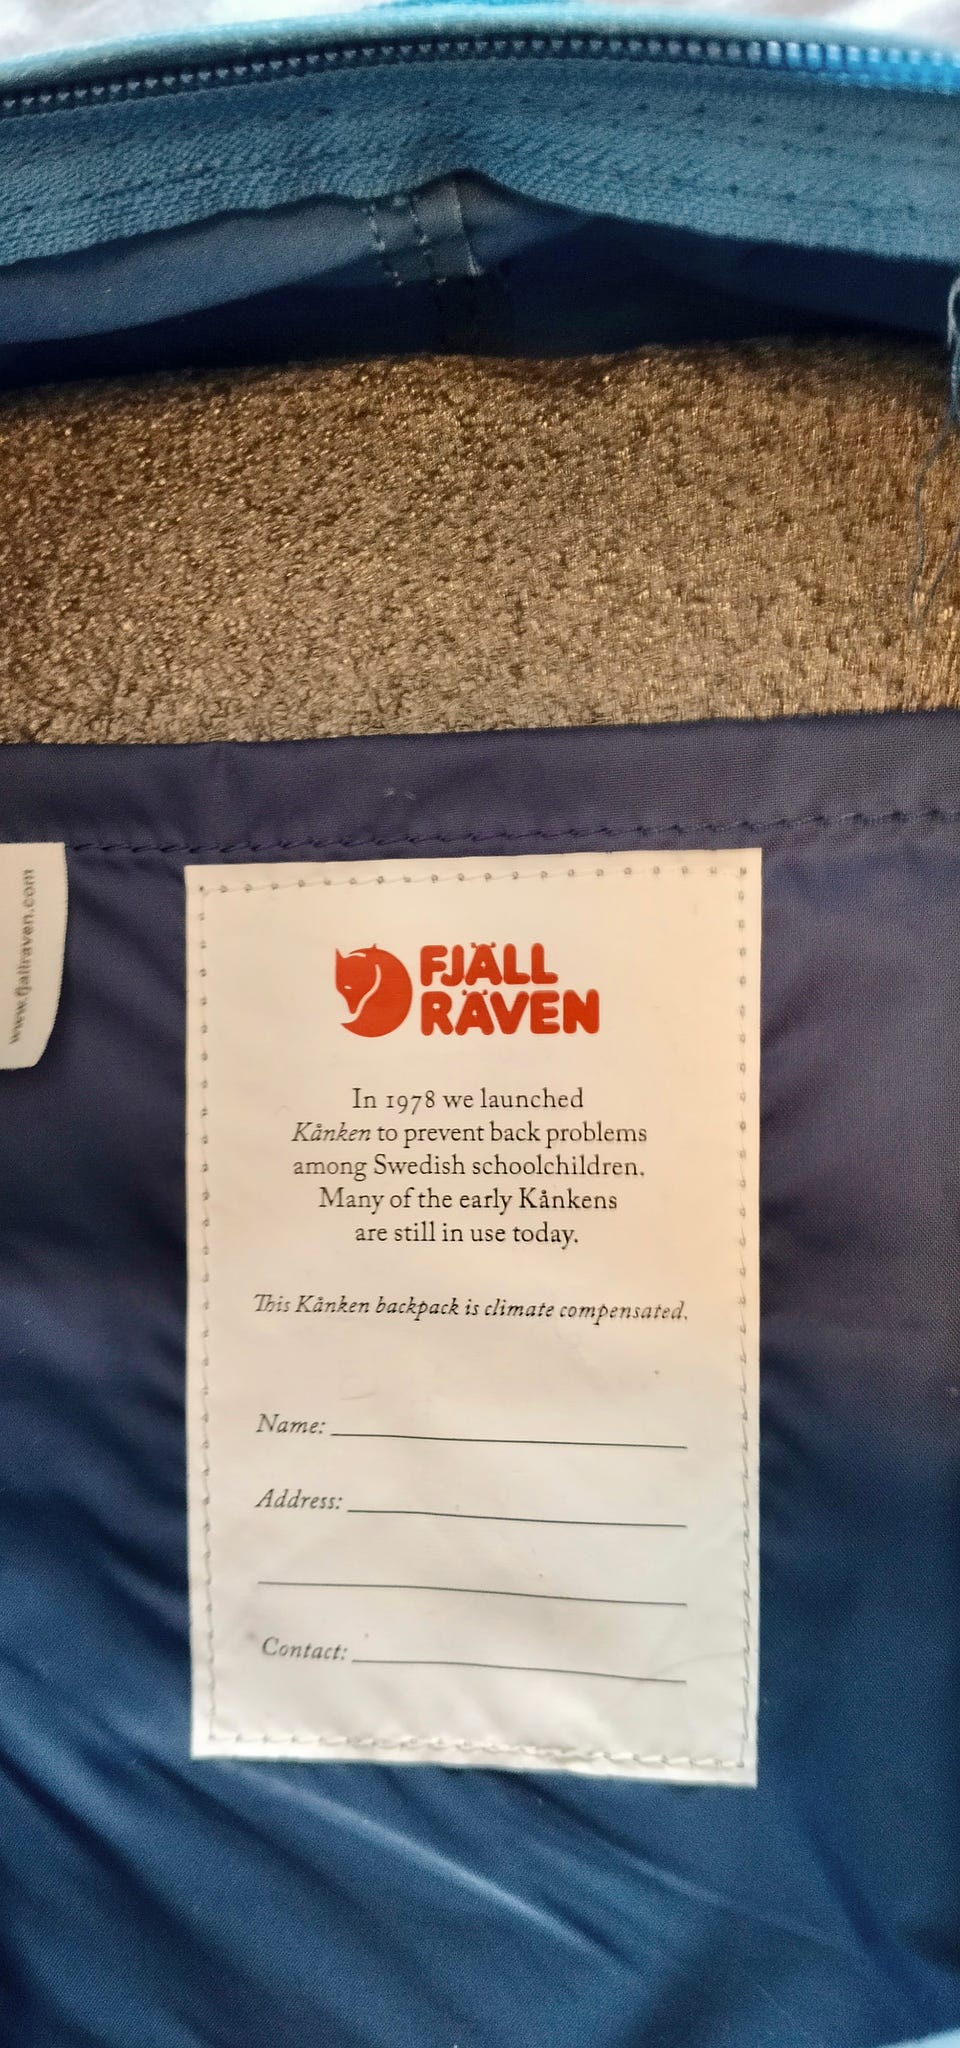 FJÄLL
RÄVEN
In 1978 we launched
Kånken to prevent back problems
among Swedish schoolchildren.
Many of the early Kånkens
are still in use today.
This Kånken backpack is climate compensated.
Name:
Address:
Contact:
www.fjallraven.com